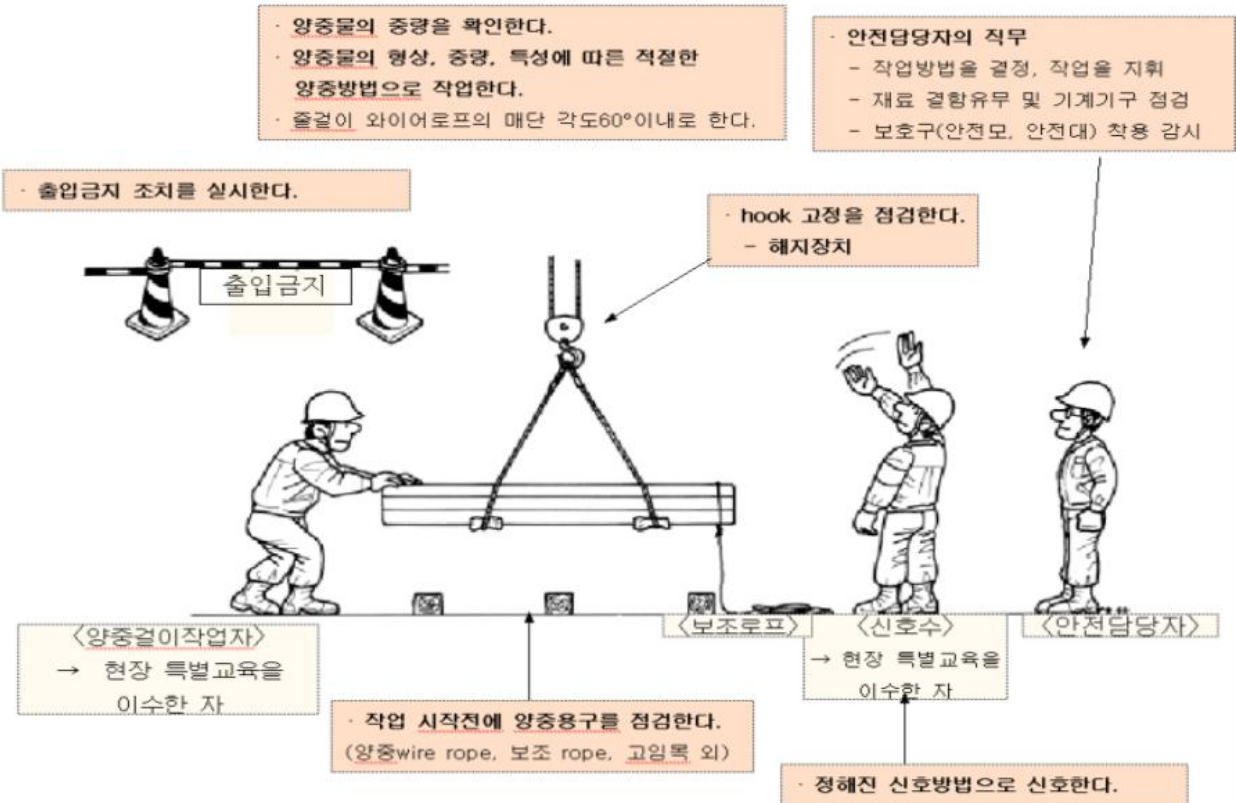 · 양중물의 중량을 확인한다.
· 양중물의 형상, 중량, 특성에 따른 적절한
양중방법으로 작업한다.
· 줄걸이 와이어로프의 매단 각도60°이내로 한다.
· 안전담당자의 직무
- 작업방법을 결정, 작업을 지휘
- 재료 결함유무 및 기계기구 점검
- 보호구(안전모, 안전대) 착용 감시
· 출입금지 조치를 실시한다.
· hook 고정을 점검한다.
- 해지장치
출입금지
〈양중걸이작업자〉
→ 현장 특별교육을
이수한 자
〈보조로프〉
〈신호수〉
→ 현장 특별교육을
이수한 자
〈안전담당자〉
· 작업 시작전에 양중용구를 점검한다.
(양중wire rope, 보조 rope, 고임목 외)
· 정해진 신호방법으로 신호한다.